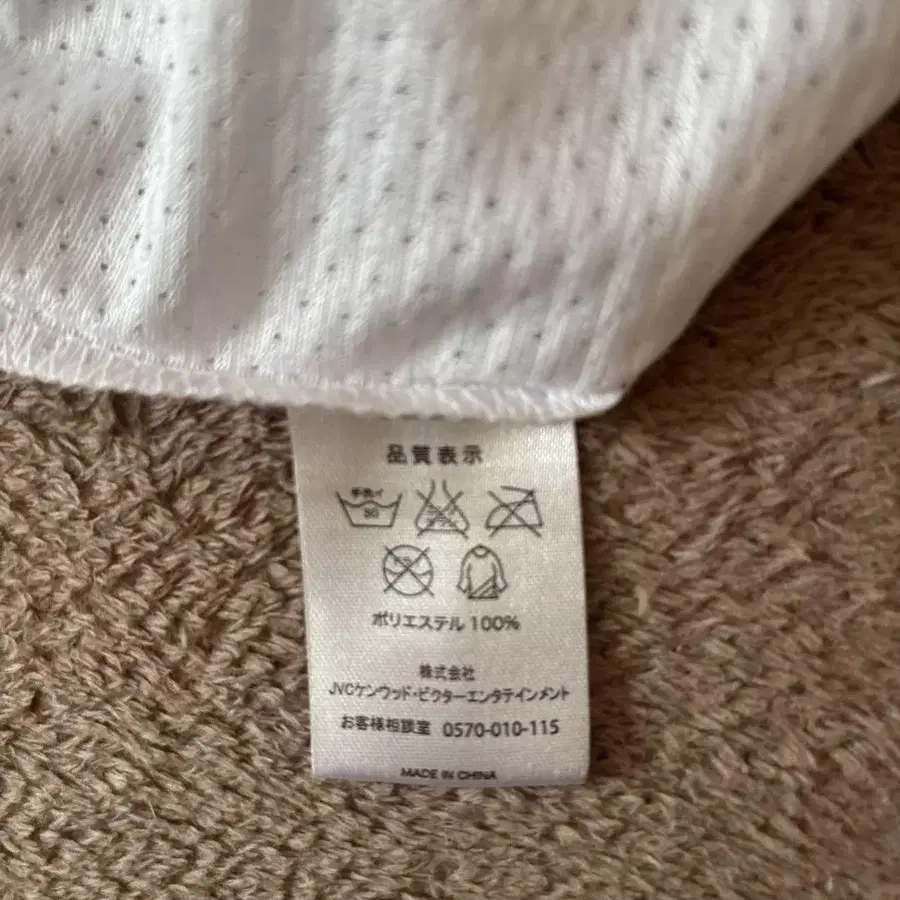 品質表示
手洗イ
30
ポリエステル 100%
株式会社
JVCケンウッド・ビクターエンタテインメント
お客様相談室 0570-010-115
MADE IN CHINA